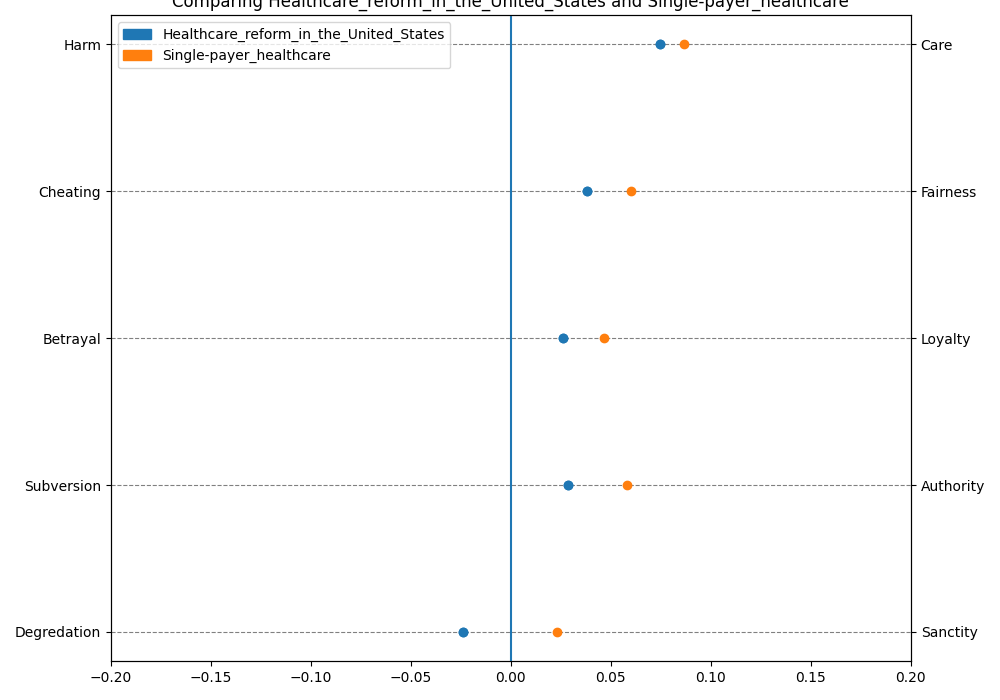 Comparing Healthcare_reform_in_the_United_States and Single-payer_healthcare
Healthcare_reform_in_the_United_States
Single-payer_healthcare
Harm
Care
Cheating
Fairness
Betrayal
Loyalty
Subversion
Authority
Degredation
Sanctity
−0.20 −0.15 −0.10 −0.05 0.00 0.05 0.10 0.15 0.20